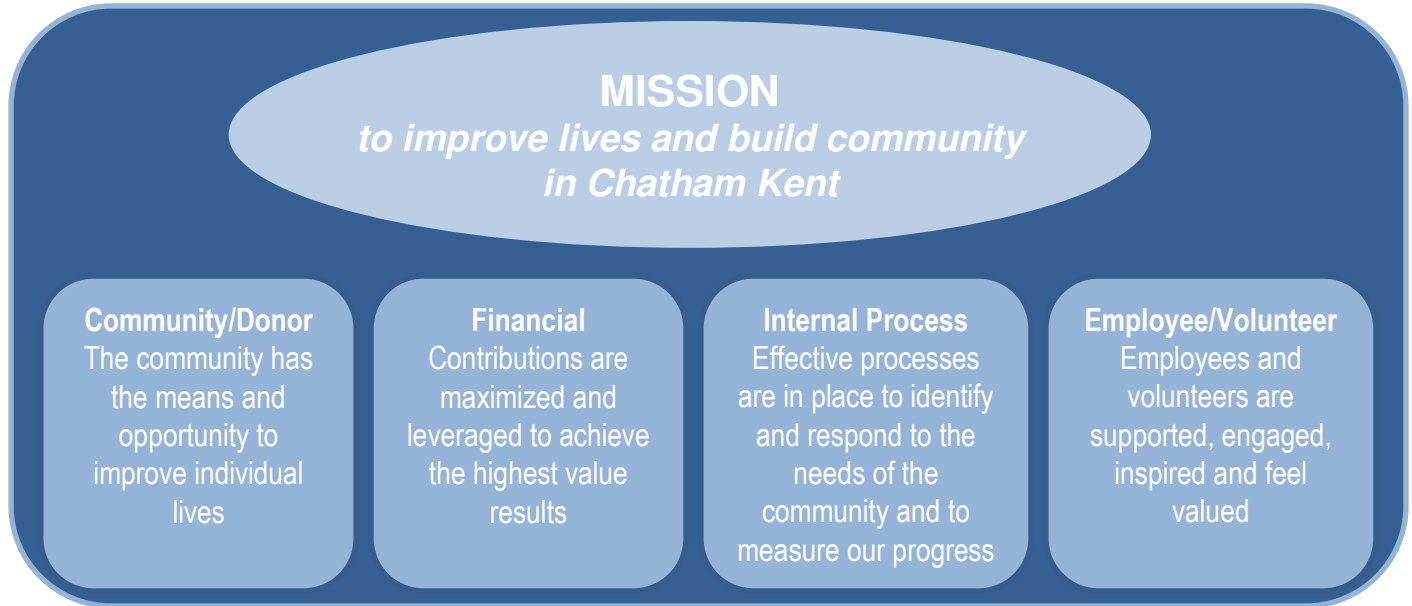 MISSION
to improve lives and build community
in Chatham Kent
Community/Donor
The community has
the means and
opportunity to
improve individual
lives
Financial
Contributions are
maximized and
leveraged to achieve
the highest value
results
Internal Process
Effective processes
are in place to identify
and respond to the
needs of the
community and to
measure our progress
Employee/Volunteer
Employees and
volunteers are
supported, engaged,
inspired and feel
valued